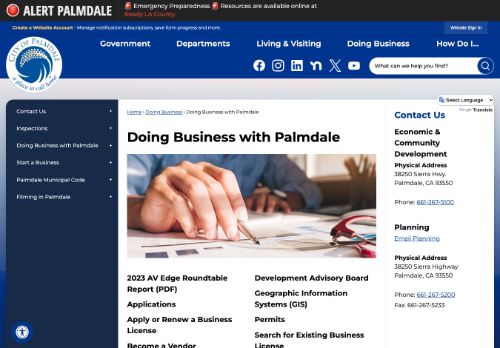 ALERT PALMDALE
🚨 Emergency Preparedness 🚨 Resources are available online at
Ready LA County.
Create a Website Account - Manage notification subscriptions, save form progress and more.
Website Sign In
CITY OF PALMDALE
a place to call home
Government
Departments
Living & Visiting
Doing Business
How Do I...
What can we help you find?
Select Language
Google Translate
Contact Us +
Inspections +
Doing Business with Palmdale +
Start a Business +
Palmdale Municipal Code +
Filming in Palmdale +
Home › Doing Business › Doing Business with Palmdale
Doing Business with Palmdale
2023 AV Edge Roundtable
Report (PDF)
Applications
Apply or Renew a Business
License
Become a Vendor
Development Advisory Board
Geographic Information
Systems (GIS)
Permits
Search for Existing Business
License
Contact Us
Economic &
Community
Development
Physical Address
38250 Sierra Hwy.
Palmdale, CA 93550
Phone: 661-267-5100
Planning
Email Planning
Physical Address
38250 Sierra Highway
Palmdale, CA 93550
Phone: 661-267-5200
Fax: 661-267-5233